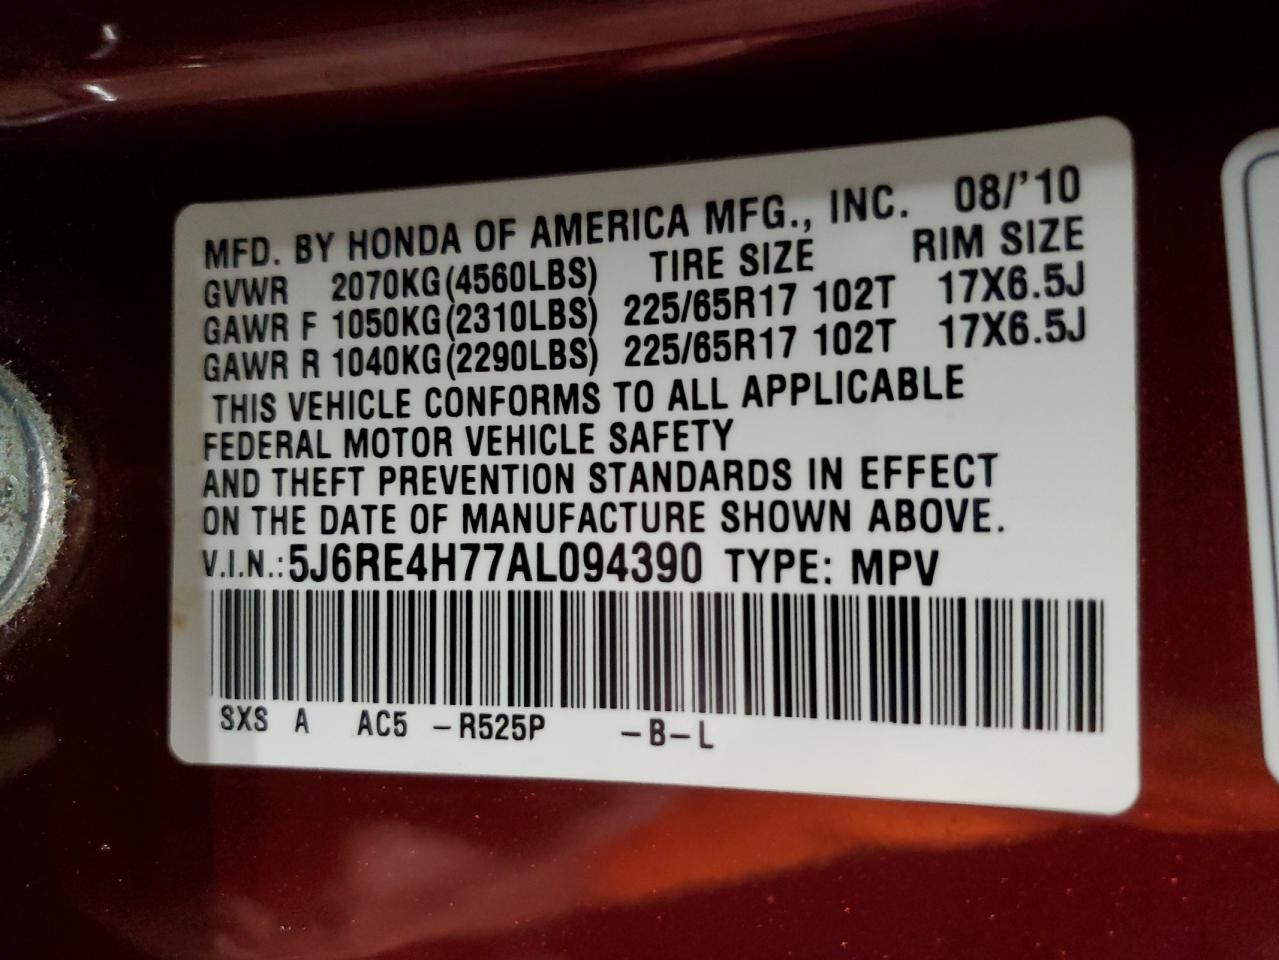 MFD. BY HONDA OF AMERICA MFG., INC. 08/'10
GVWR 2070KG(4560LBS) TIRE SIZE RIM SIZE
GAWR F 1050KG(2310LBS) 225/65R17 102T 17X6.5J
GAWR R 1040KG(2290LBS) 225/65R17 102T 17X6.5J
THIS VEHICLE CONFORMS TO ALL APPLICABLE
FEDERAL MOTOR VEHICLE SAFETY
AND THEFT PREVENTION STANDARDS IN EFFECT
ON THE DATE OF MANUFACTURE SHOWN ABOVE.
V.I.N.:5J6RE4H77AL094390 TYPE: MPV
SXS A AC5 -R525P -B-L